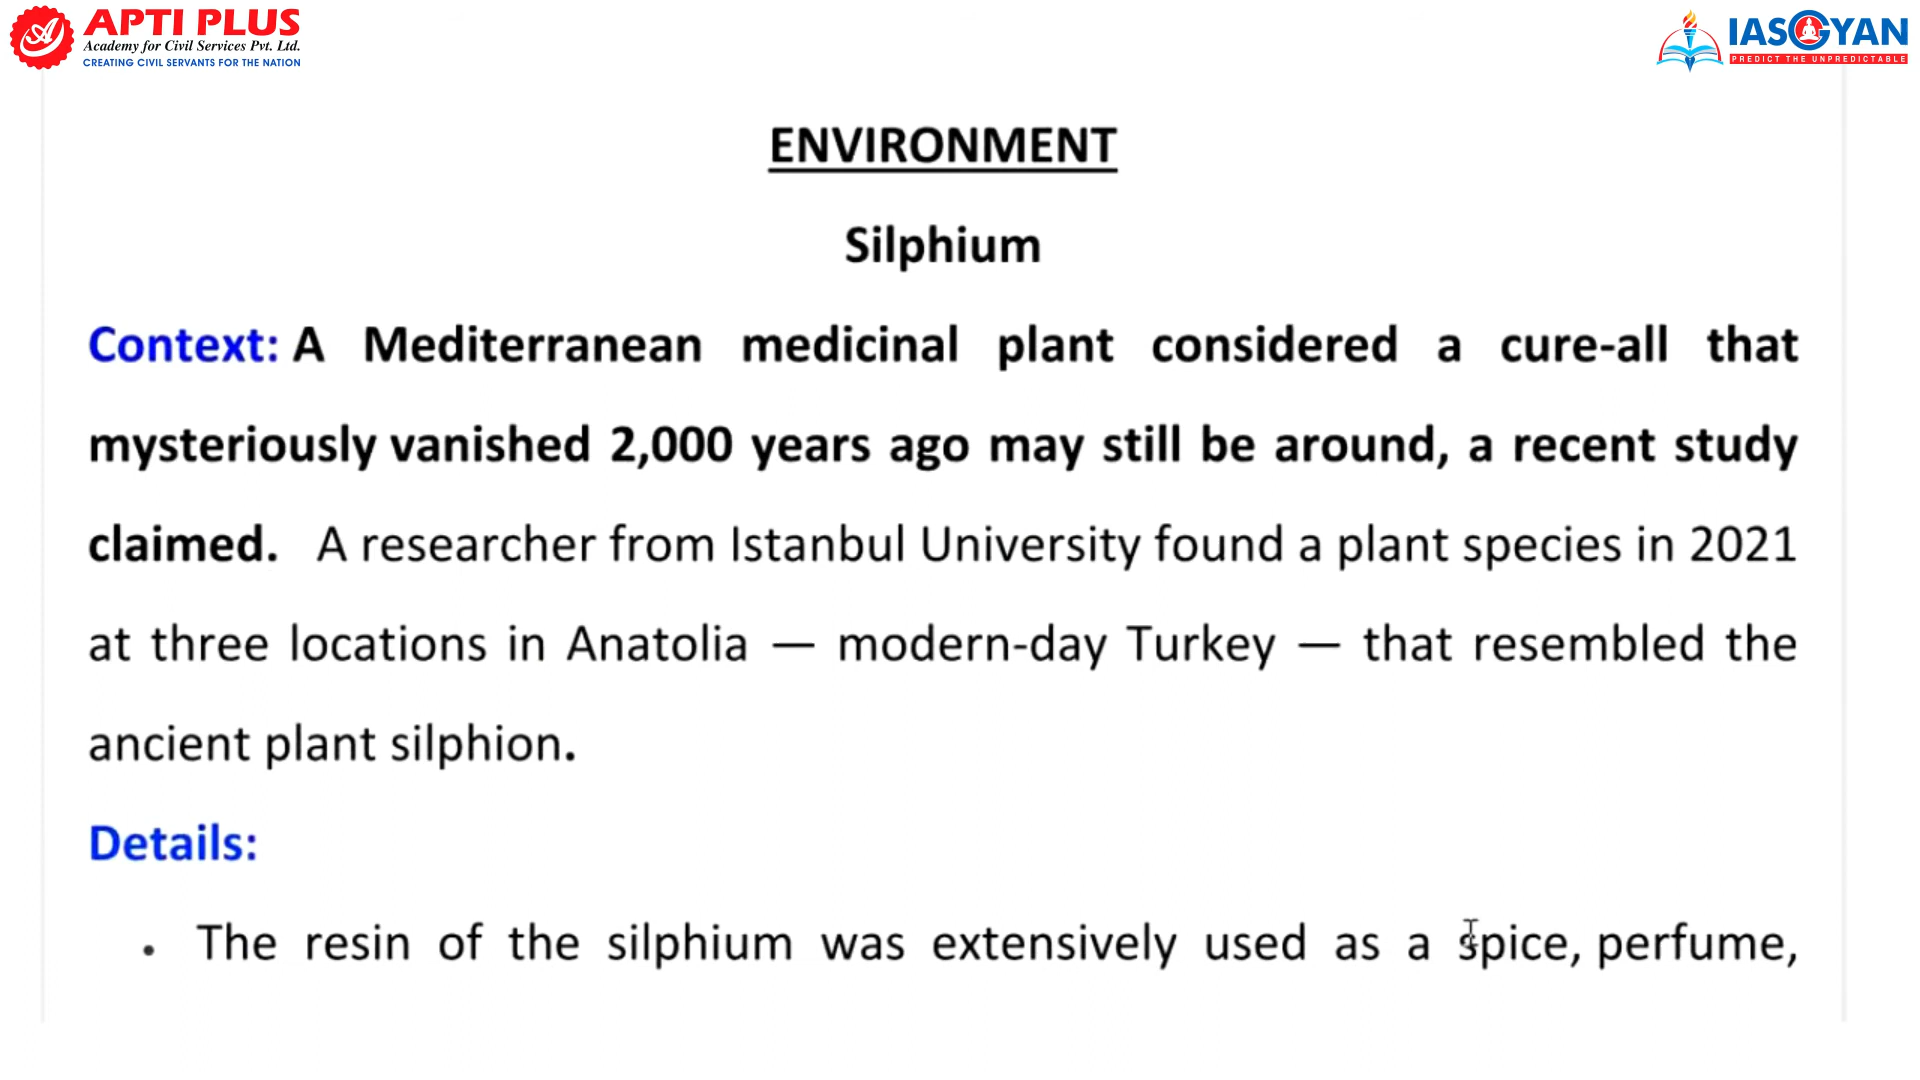 APTI PLUS
Academy for Civil Services Pvt. Ltd.
CREATING CIVIL SERVANTS FOR THE NATION
IASGYAN
PREDICT THE UNPREDICTABLE
ENVIRONMENT
Silphium
Context: A Mediterranean medicinal plant considered a cure-all that
mysteriously vanished 2,000 years ago may still be around, a recent study
claimed. A researcher from Istanbul University found a plant species in 2021
at three locations in Anatolia — modern-day Turkey — that resembled the
ancient plant silphion.
Details:
• The resin of the silphium was extensively used as a spice, perfume,